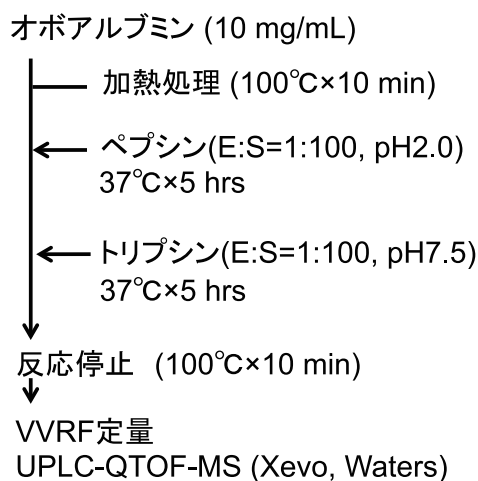 オボアルブミン (10 mg/mL)
加熱処理 (100℃×10 min)
ペプシン(E:S=1:100, pH2.0)
37℃×5 hrs
トリプシン(E:S=1:100, pH7.5)
37℃×5 hrs
反応停止 (100℃×10 min)
VVRF定量
UPLC-QTOF-MS (Xevo, Waters)